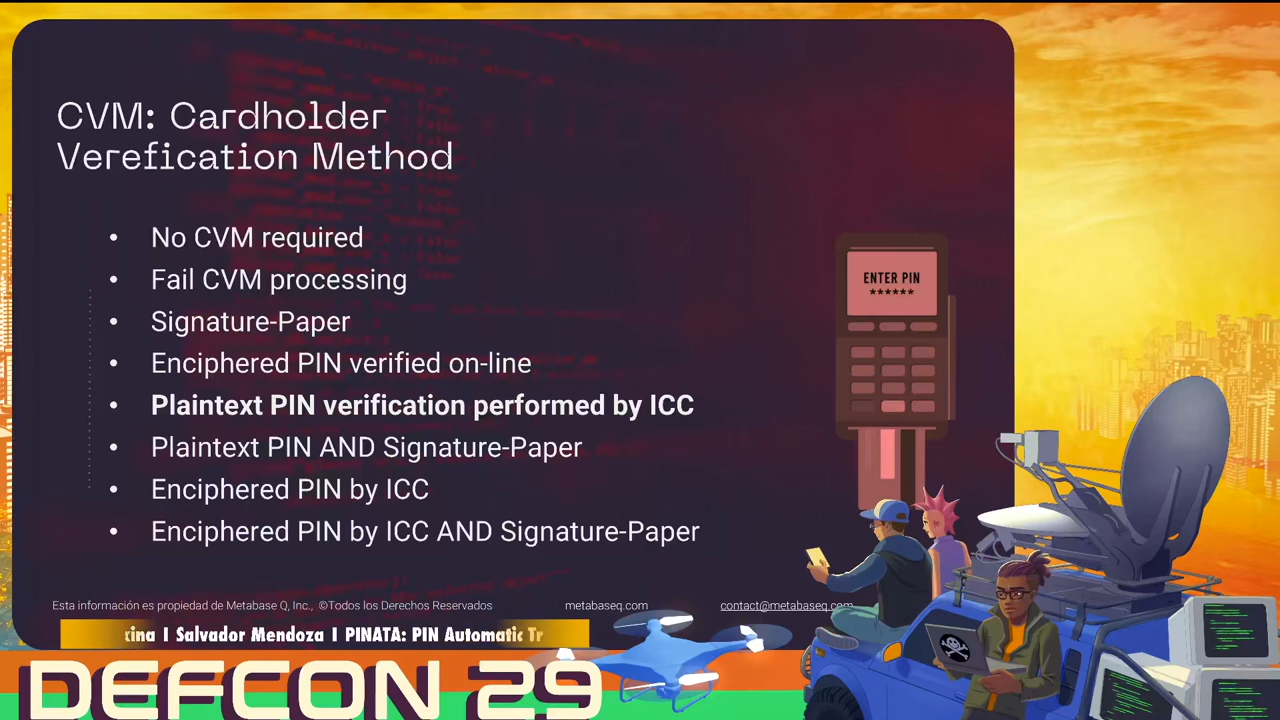 CVM: Cardholder
Verefication Method
• No CVM required
• Fail CVM processing
• Signature-Paper
• Enciphered PIN verified on-line
• Plaintext PIN verification performed by ICC
• Plaintext PIN AND Signature-Paper
• Enciphered PIN by ICC
• Enciphered PIN by ICC AND Signature-Paper
ENTER PIN
******
Esta información es propiedad de Metabase Q, Inc., ©Todos los Derechos Reservados
metabaseq.com
contact@metabaseq.com
I Salvador Mendoza I PINATA: PIN Automatic Tr
DEFCON 29